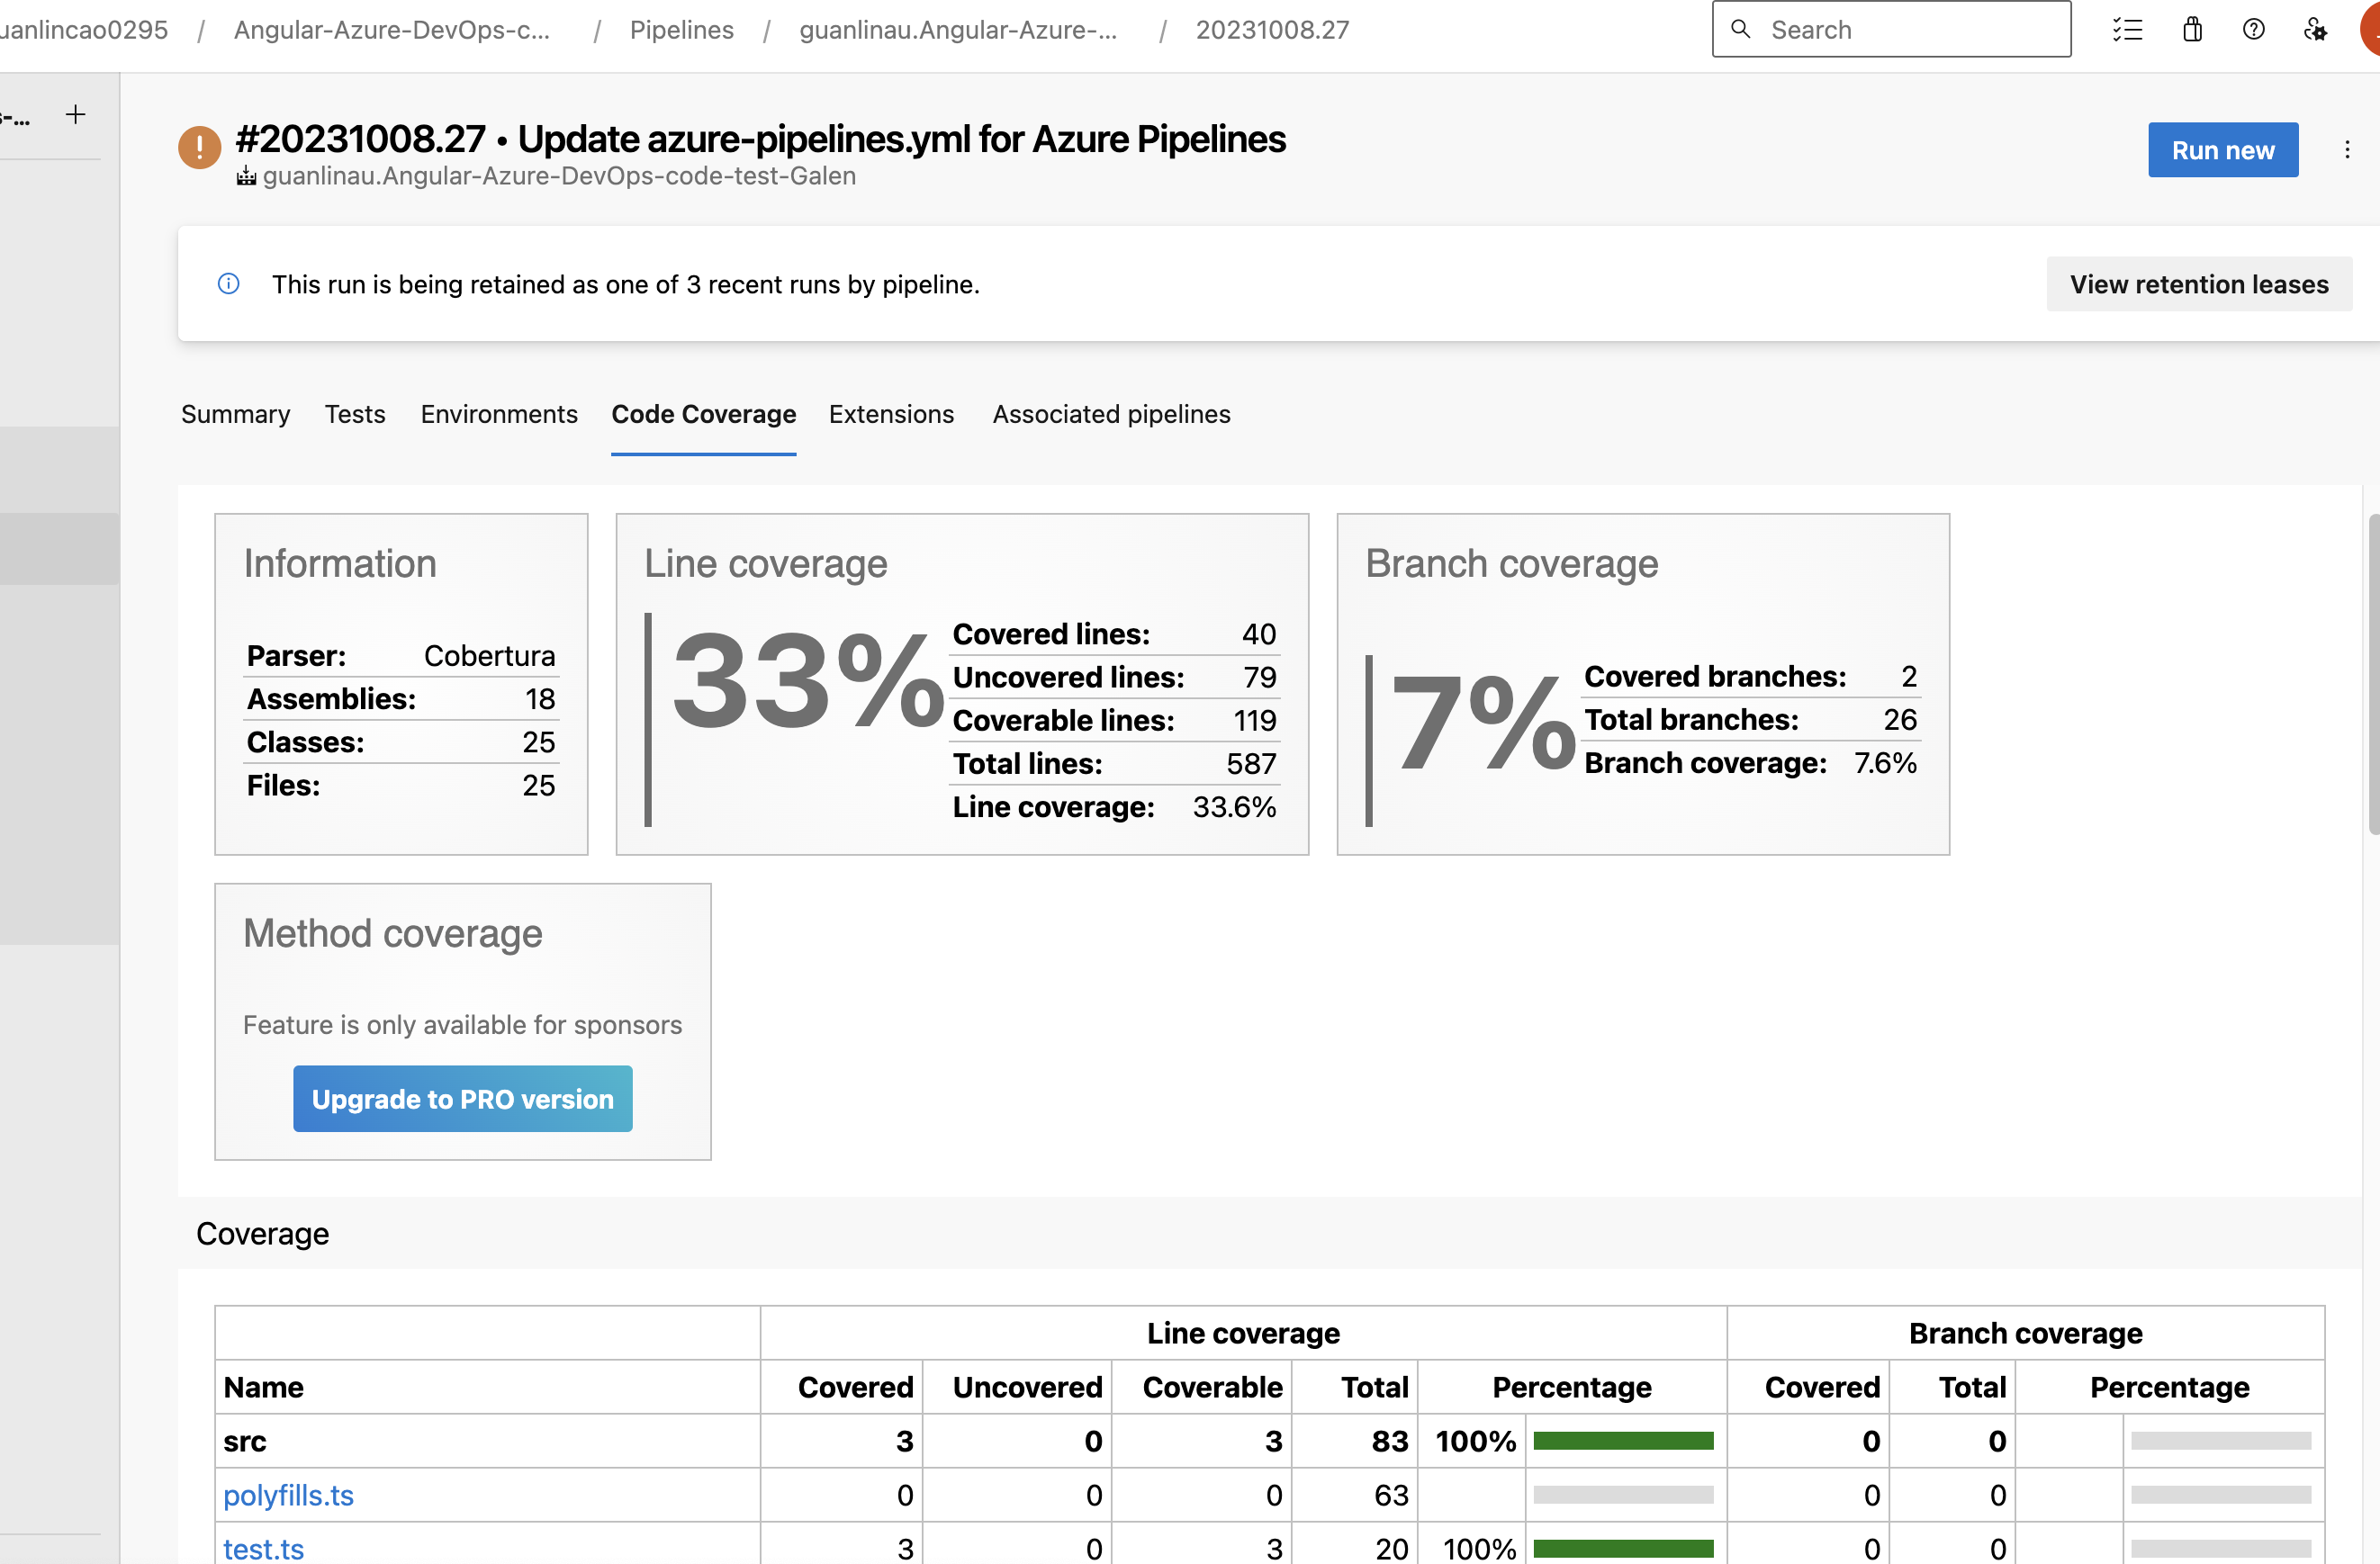 uanlincao0295 / Angular-Azure-DevOps-c... / Pipelines / guanlinau.Angular-Azure-... / 20231008.27
Search
s-... +
#20231008.27 • Update azure-pipelines.yml for Azure Pipelines
guanlinau.Angular-Azure-DevOps-code-test-Galen
Run new
This run is being retained as one of 3 recent runs by pipeline.
View retention leases
Summary Tests Environments Code Coverage Extensions Associated pipelines
Information
Parser: Cobertura
Assemblies: 18
Classes: 25
Files: 25
Line coverage
33%
Covered lines: 40
Uncovered lines: 79
Coverable lines: 119
Total lines: 587
Line coverage: 33.6%
Branch coverage
7%
Covered branches: 2
Total branches: 26
Branch coverage: 7.6%
Method coverage
Feature is only available for sponsors
Upgrade to PRO version
Coverage
Line coverage Branch coverage
Name Covered Uncovered Coverable Total Percentage Covered Total Percentage
src 3 0 3 83 100% 0 0
polyfills.ts 0 0 0 63 0 0
test.ts 3 0 3 20 100% 0 0